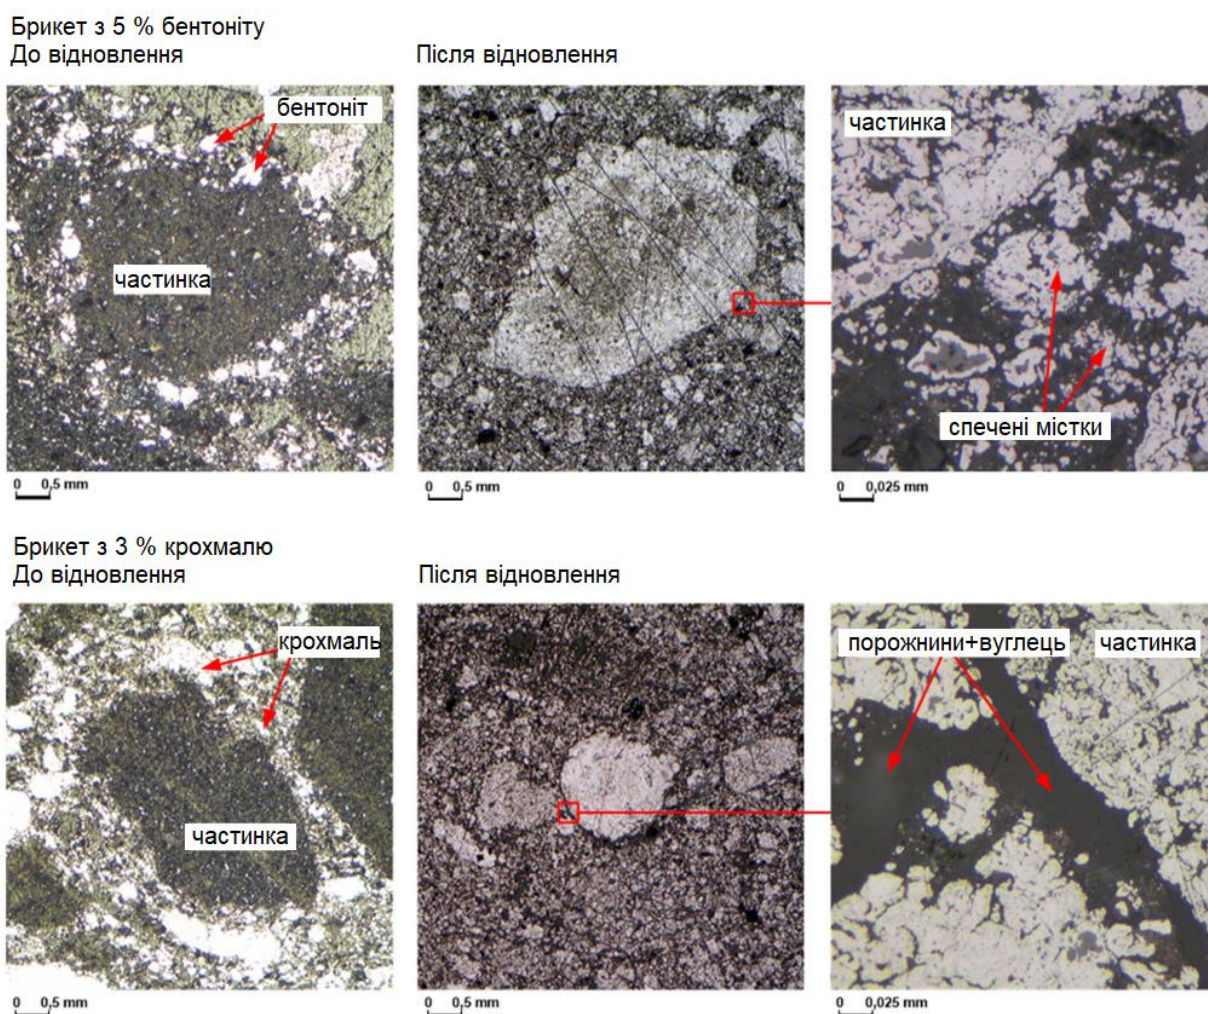 Брикет з 5 % бентоніту
До відновлення
Після відновлення
бентоніт
частинка
частинка
спечені містки
0 0,5 mm
0 0,5 mm
0 0,025 mm
Брикет з 3 % крохмалю
До відновлення
Після відновлення
крохмаль
частинка
порожнини+вуглець
частинка
0 0,5 mm
0 0,5 mm
0 0,025 mm